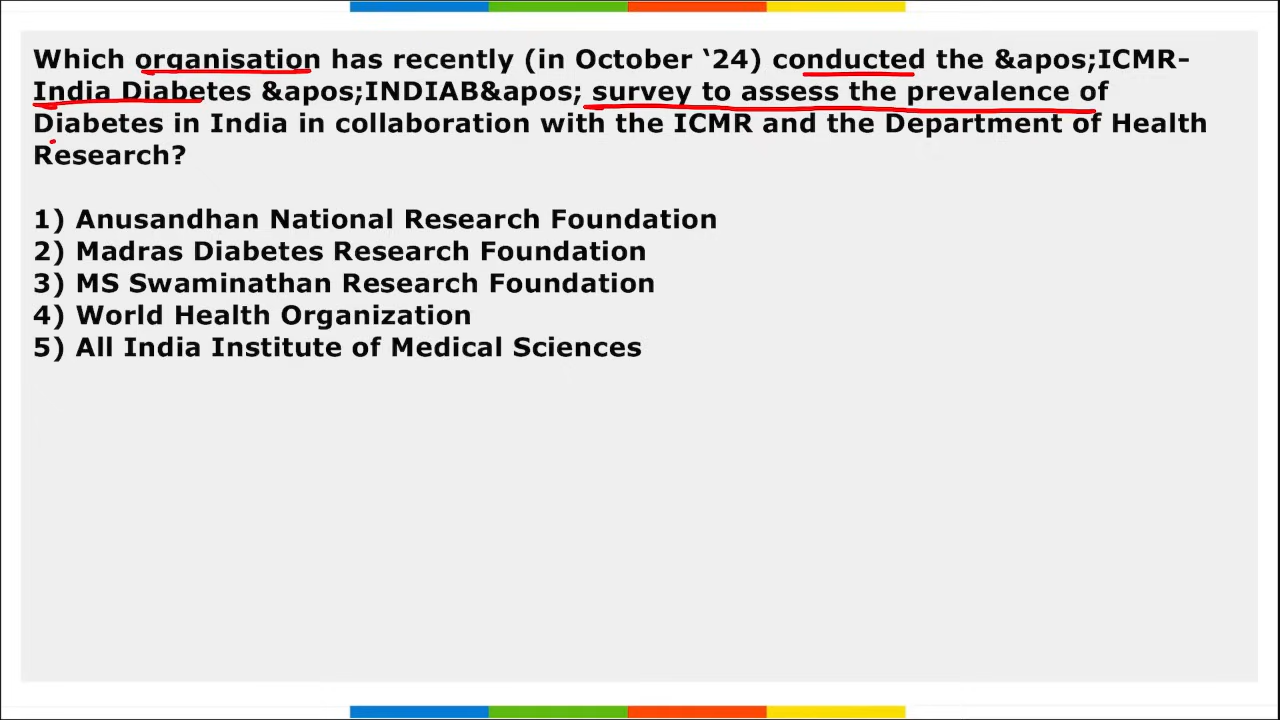 Which organisation has recently (in October ‘24) conducted the &apos;ICMR-
India Diabetes &apos;INDIAB&apos; survey to assess the prevalence of
Diabetes in India in collaboration with the ICMR and the Department of Health
Research?
1) Anusandhan National Research Foundation
2) Madras Diabetes Research Foundation
3) MS Swaminathan Research Foundation
4) World Health Organization
5) All India Institute of Medical Sciences